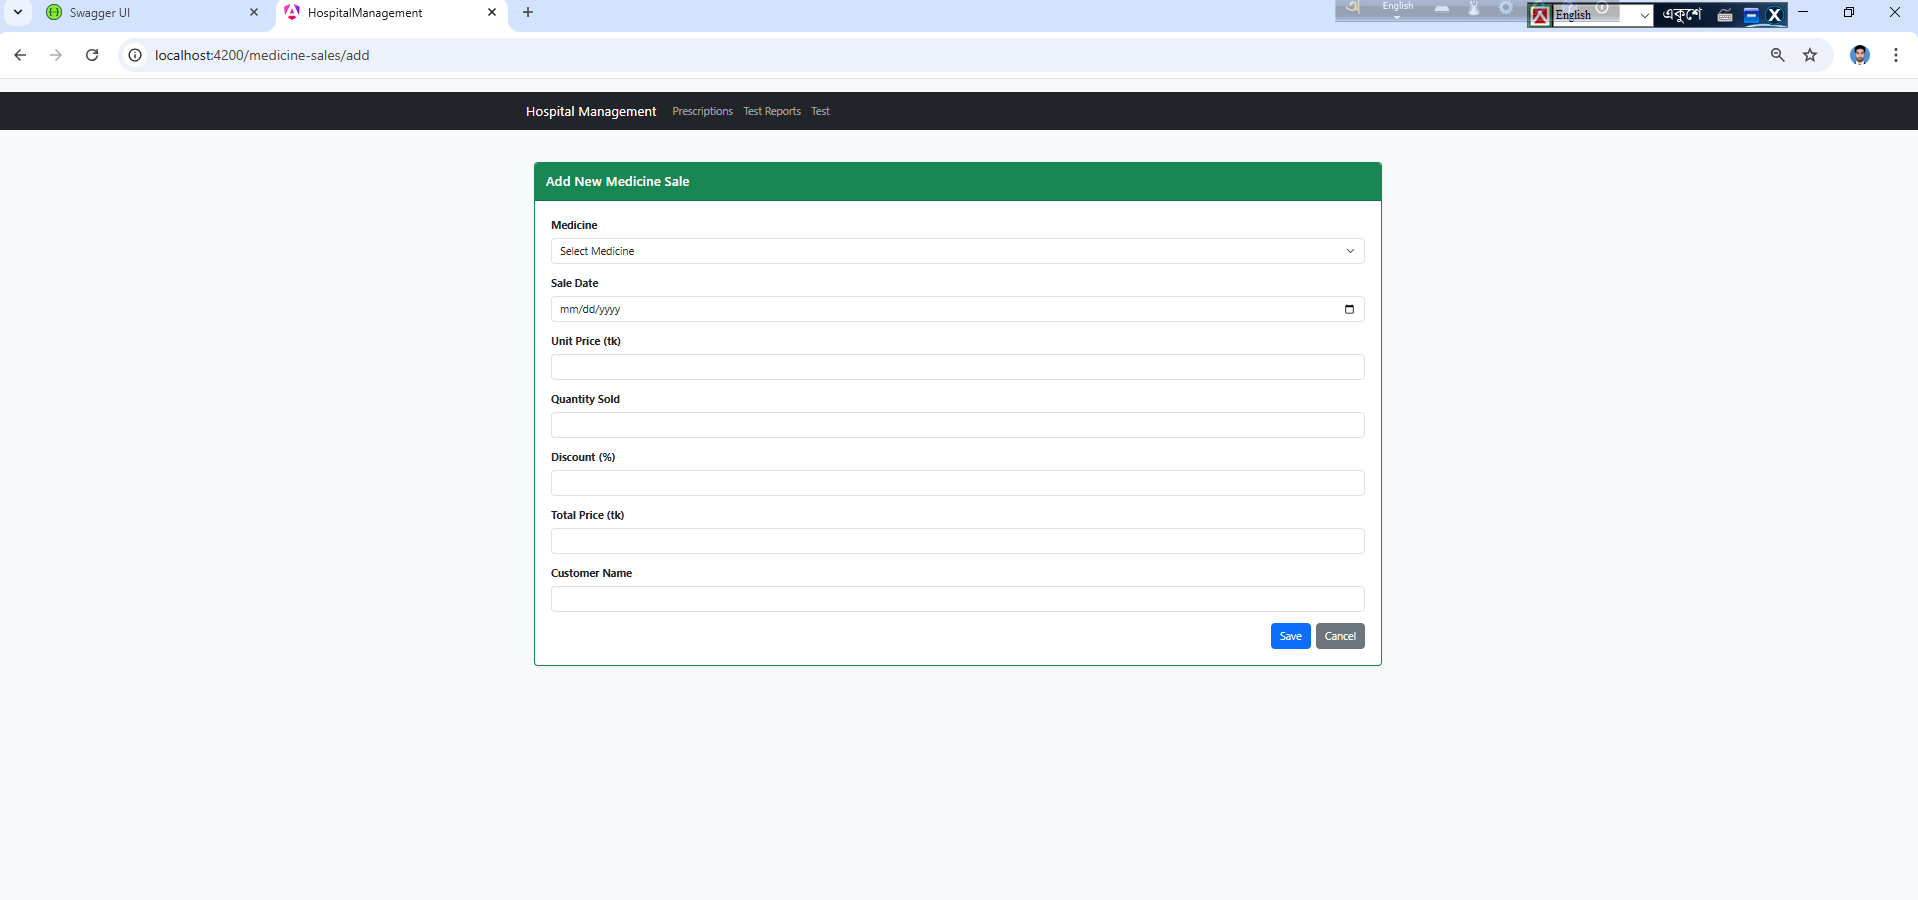 Swagger UI
HospitalManagement
English
English
একুশে
localhost:4200/medicine-sales/add
Hospital Management Prescriptions Test Reports Test
Add New Medicine Sale
Medicine
Select Medicine
Sale Date
mm/dd/yyyy
Unit Price (tk)
Quantity Sold
Discount (%)
Total Price (tk)
Customer Name
Save Cancel